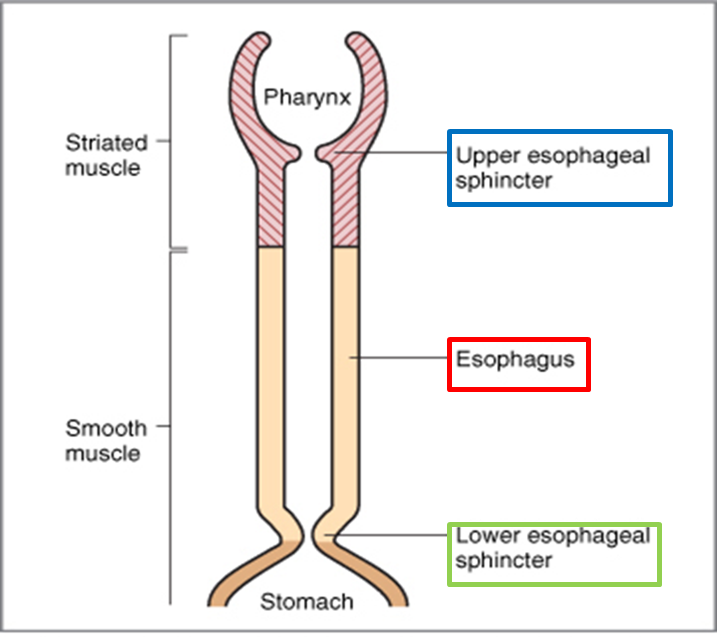 Pharynx
Striated
muscle
Upper esophageal
sphincter
Esophagus
Smooth
muscle
Lower esophageal
sphincter
Stomach